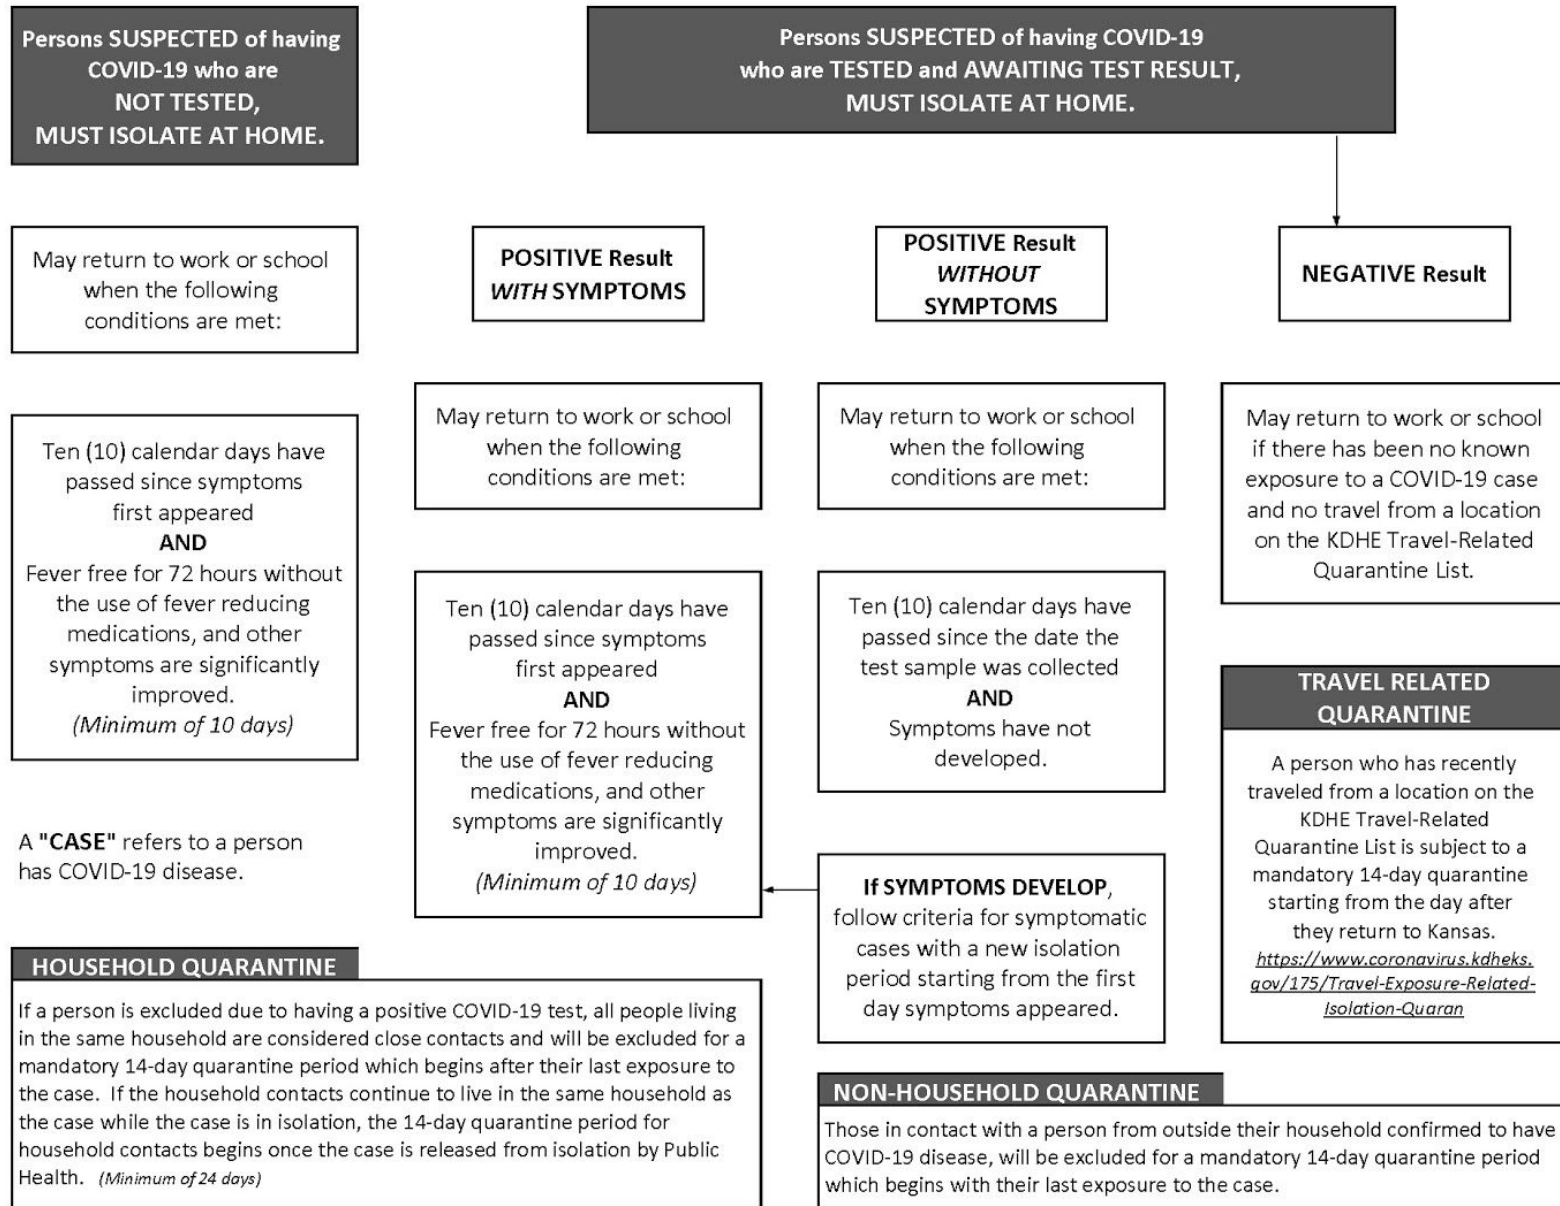 Persons SUSPECTED of having
COVID-19 who are
NOT TESTED,
MUST ISOLATE AT HOME.
Persons SUSPECTED of having COVID-19
who are TESTED and AWAITING TEST RESULT,
MUST ISOLATE AT HOME.
May return to work or school
when the following
conditions are met:
Ten (10) calendar days have
passed since symptoms
first appeared
AND
Fever free for 72 hours without
the use of fever reducing
medications, and other
symptoms are significantly
improved.
(Minimum of 10 days)
A "CASE" refers to a person
has COVID-19 disease.
POSITIVE Result
WITH SYMPTOMS
May return to work or school
when the following
conditions are met:
Ten (10) calendar days have
passed since symptoms
first appeared
AND
Fever free for 72 hours without
the use of fever reducing
medications, and other
symptoms are significantly
improved.
(Minimum of 10 days)
POSITIVE Result
WITHOUT
SYMPTOMS
May return to work or school
when the following
conditions are met:
Ten (10) calendar days have
passed since the date the
test sample was collected
AND
Symptoms have not
developed.
If SYMPTOMS DEVELOP,
follow criteria for symptomatic
cases with a new isolation
period starting from the first
day symptoms appeared.
NEGATIVE Result
May return to work or school
if there has been no known
exposure to a COVID-19 case
and no travel from a location
on the KDHE Travel-Related
Quarantine List.
TRAVEL RELATED
QUARANTINE
A person who has recently
traveled from a location on the
KDHE Travel-Related
Quarantine List is subject to a
mandatory 14-day quarantine
starting from the day after
they return to Kansas.
https://www.coronavirus.kdheks.
gov/175/Travel-Exposure-Related-
Isolation-Quaran
HOUSEHOLD QUARANTINE
If a person is excluded due to having a positive COVID-19 test, all people living
in the same household are considered close contacts and will be excluded for a
mandatory 14-day quarantine period which begins after their last exposure to
the case. If the household contacts continue to live in the same household as
the case while the case is in isolation, the 14-day quarantine period for
household contacts begins once the case is released from isolation by Public
Health. (Minimum of 24 days)
NON-HOUSEHOLD QUARANTINE
Those in contact with a person from outside their household confirmed to have
COVID-19 disease, will be excluded for a mandatory 14-day quarantine period
which begins with their last exposure to the case.